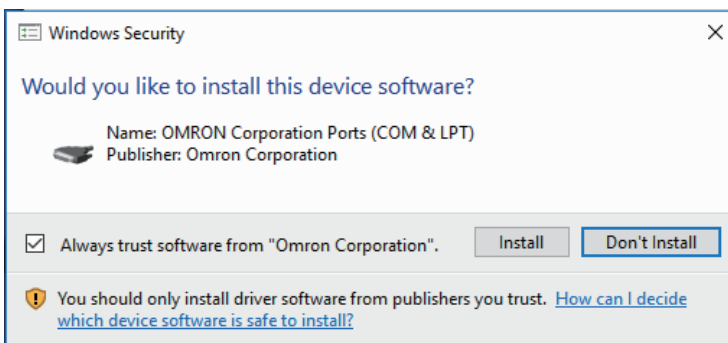 Windows Security
Would you like to install this device software?
Name: OMRON Corporation Ports (COM & LPT)
Publisher: Omron Corporation
Always trust software from "Omron Corporation".
Install
Don't Install
You should only install driver software from publishers you trust. How can I decide
which device software is safe to install?